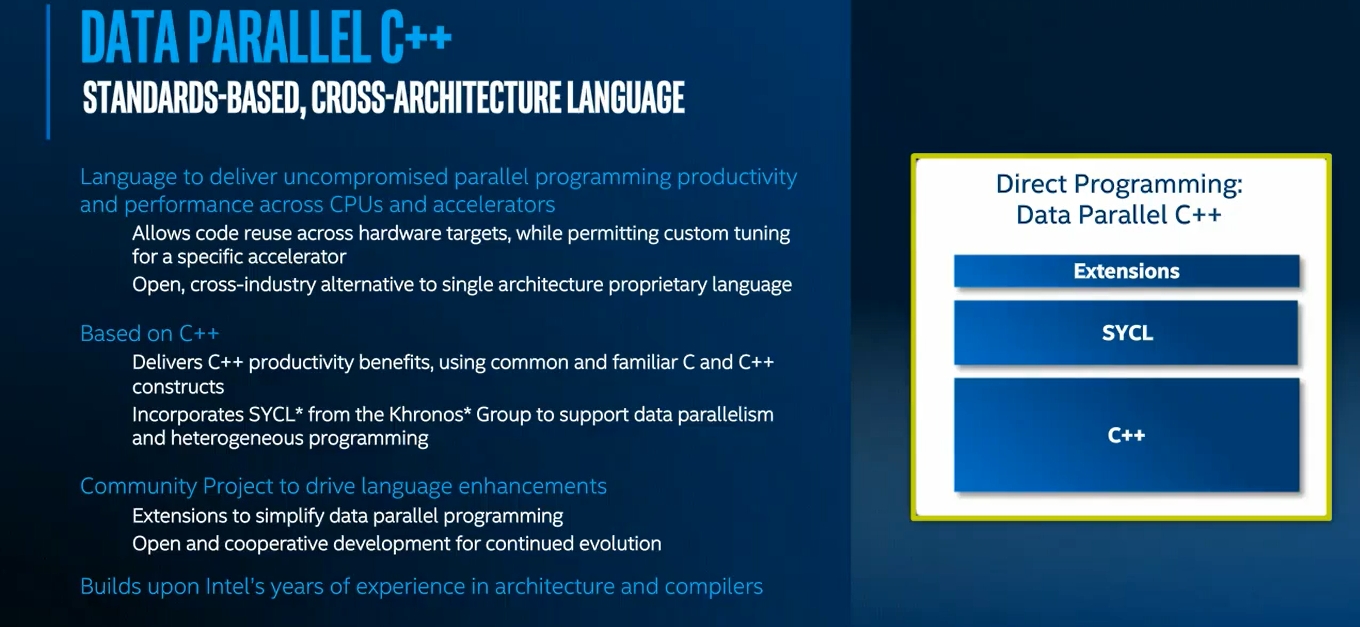 DATA PARALLEL C++
STANDARDS-BASED, CROSS-ARCHITECTURE LANGUAGE
Language to deliver uncompromised parallel programming productivity
and performance across CPUs and accelerators
Allows code reuse across hardware targets, while permitting custom tuning
for a specific accelerator
Open, cross-industry alternative to single architecture proprietary language
Based on C++
Delivers C++ productivity benefits, using common and familiar C and C++
constructs
Incorporates SYCL* from the Khronos* Group to support data parallelism
and heterogeneous programming
Community Project to drive language enhancements
Extensions to simplify data parallel programming
Open and cooperative development for continued evolution
Builds upon Intel's years of experience in architecture and compilers
Direct Programming:
Data Parallel C++
Extensions
SYCL
C++